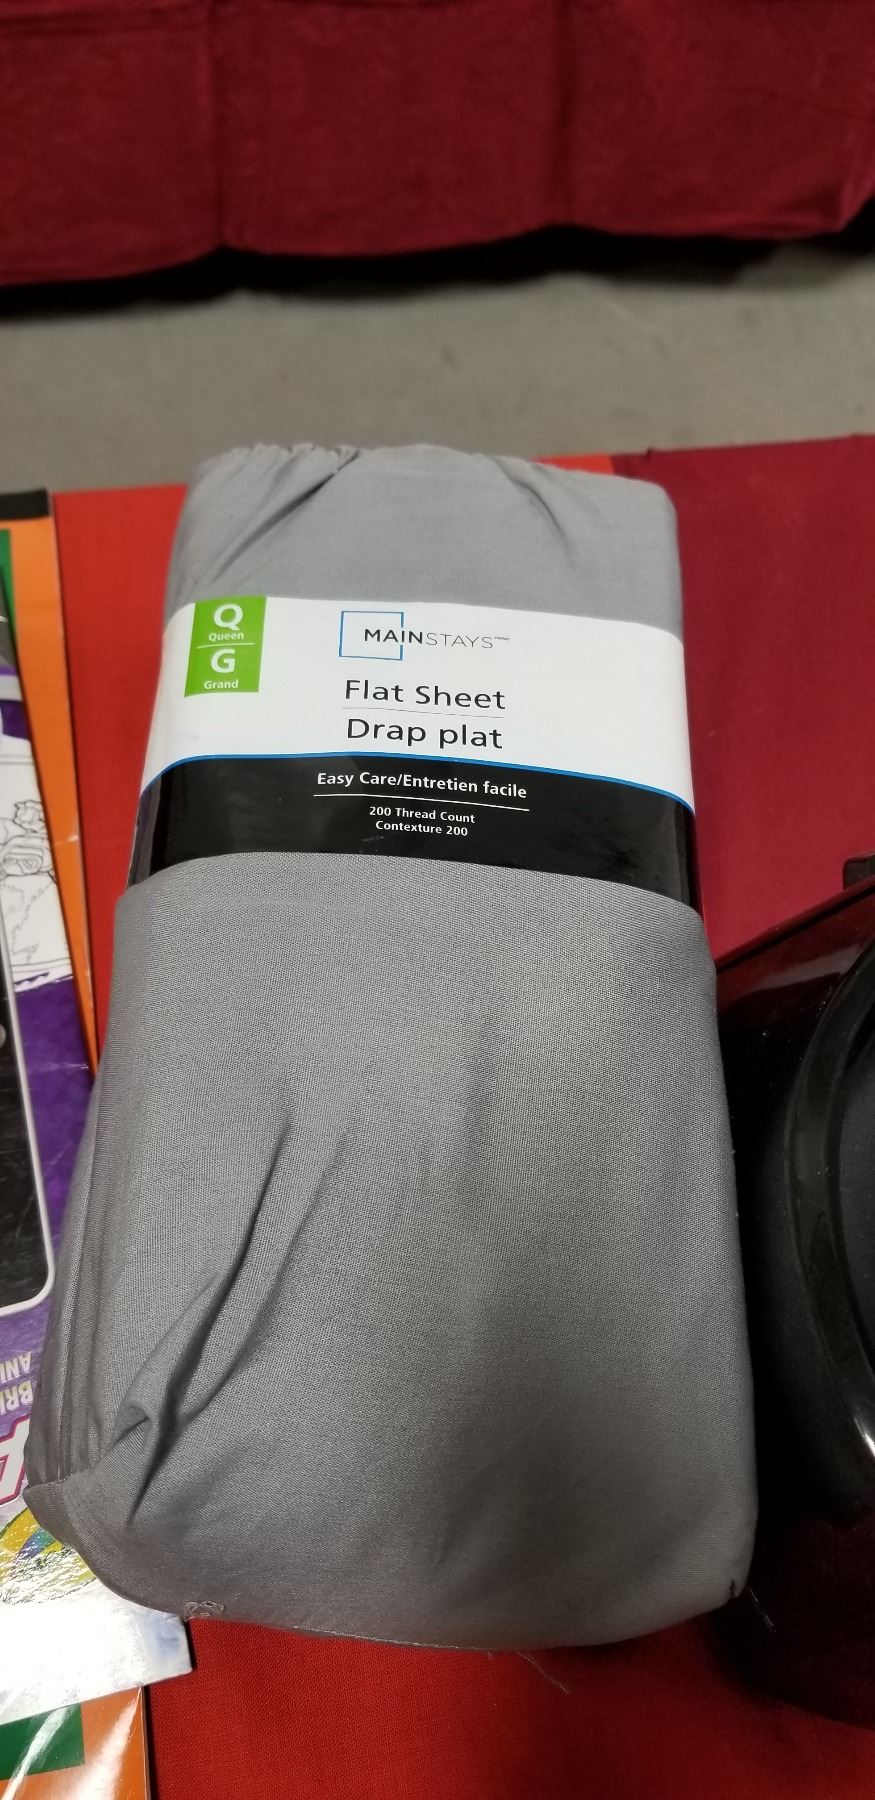 Q
Queen
G
Grand
MAINSTAYS
Flat Sheet
Drap plat
Easy Care/Entretien facile
200 Thread Count
Contexture 200